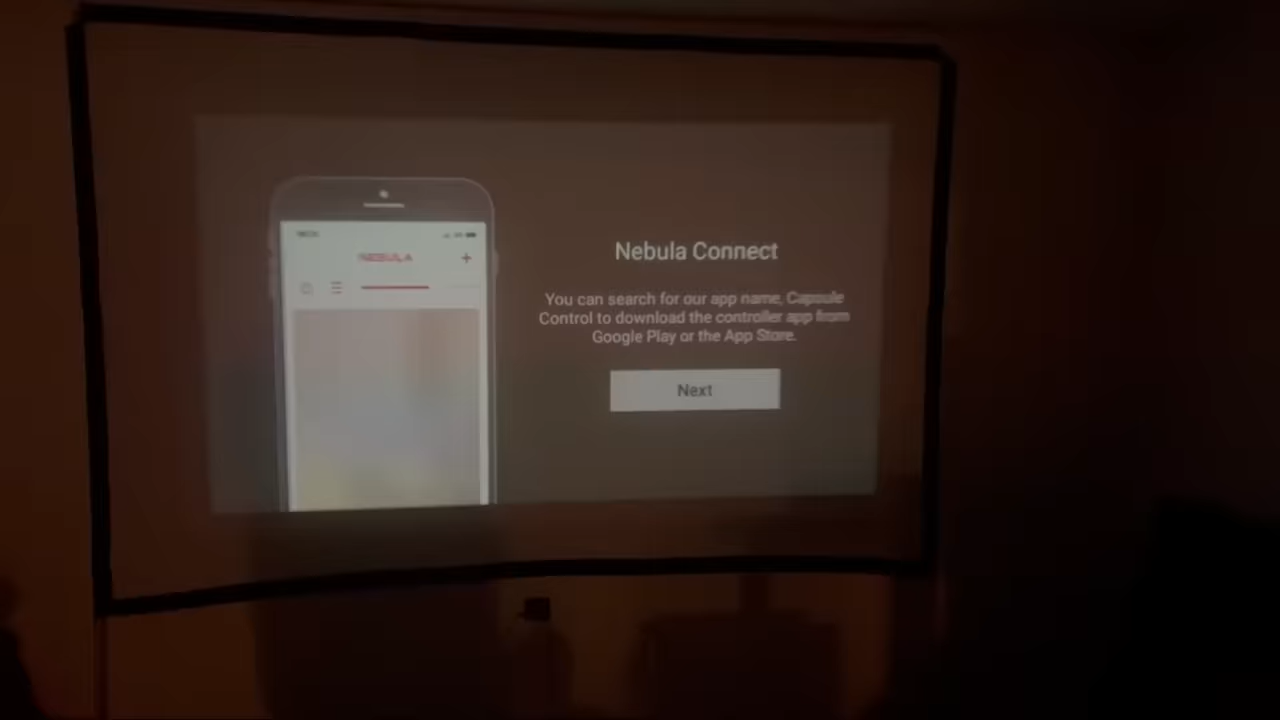 NEBULA
+
Nebula Connect
You can search for our app name, Capsule
Control to download the controller app from
Google Play or the App Store.
Next